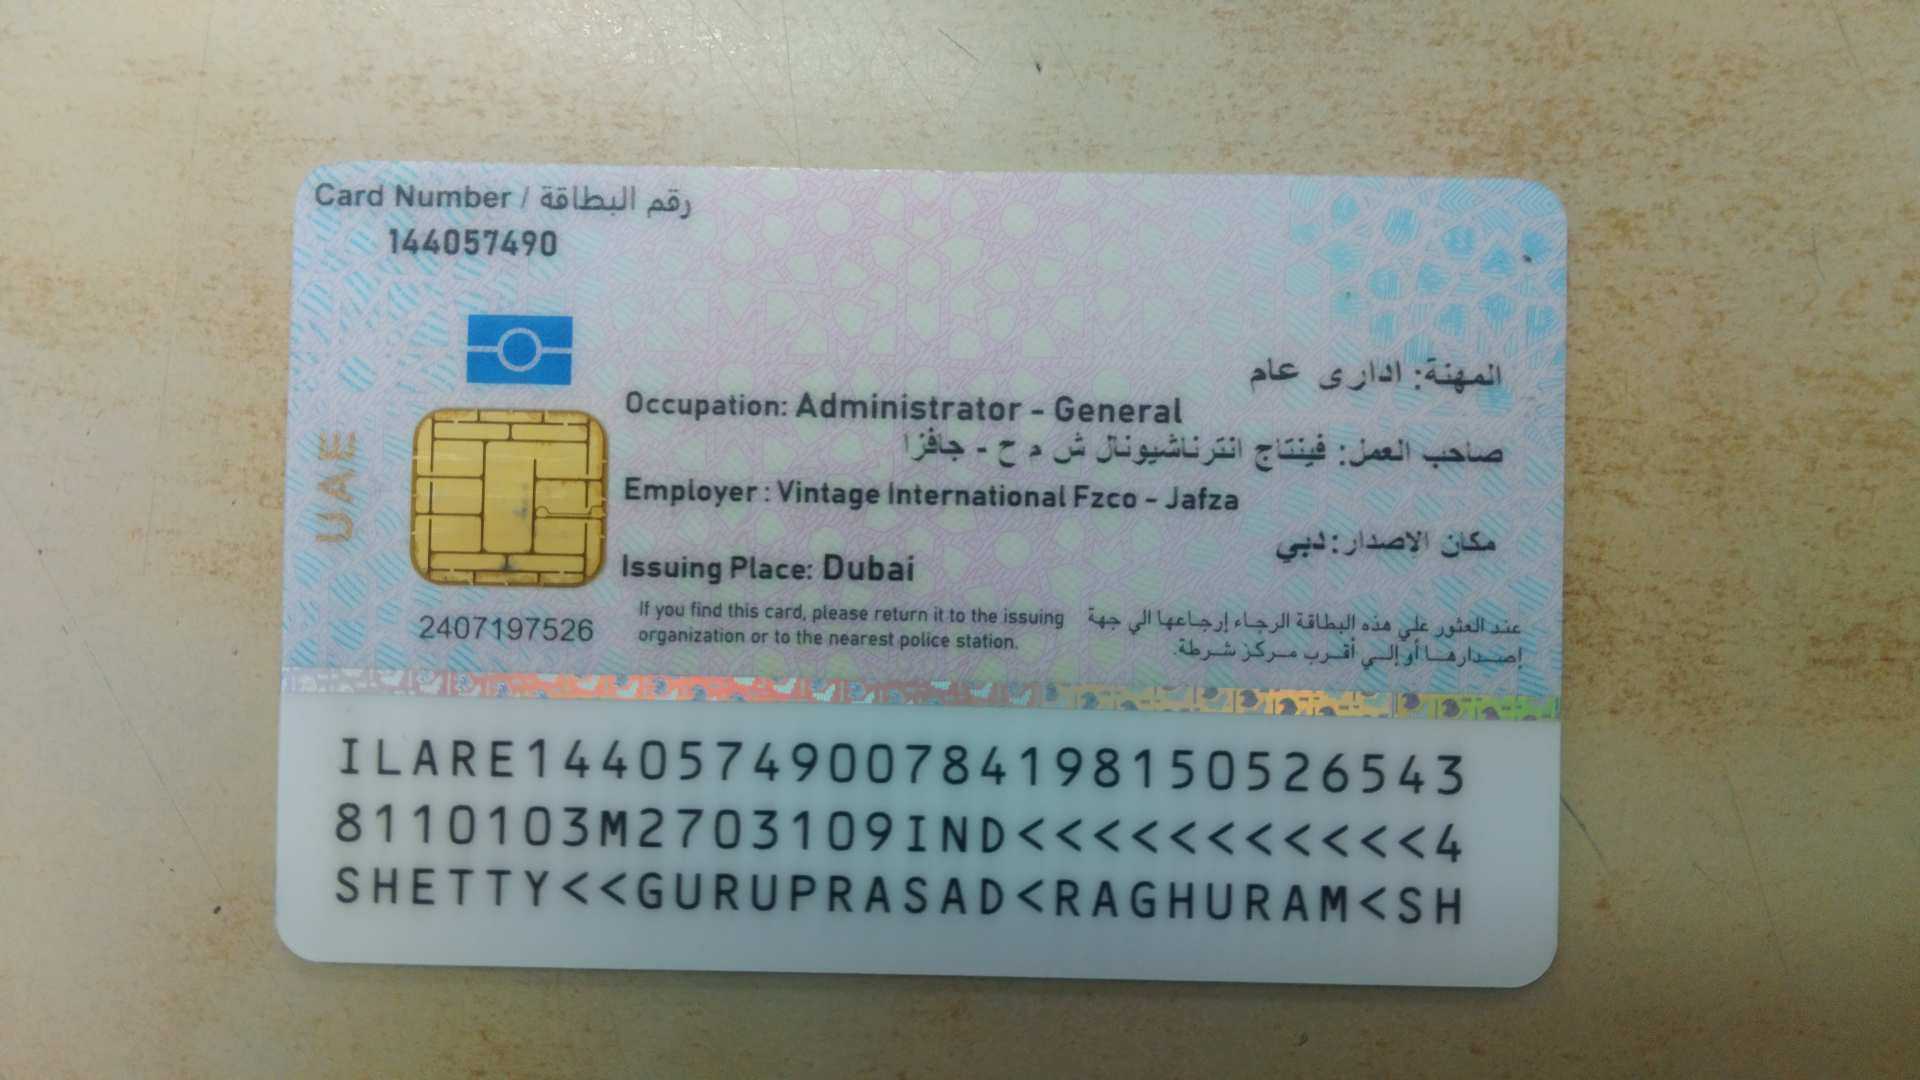 Card Number / رقم البطاقة
144057490
المهنة: ادارى عام
Occupation: Administrator - General
صاحب العمل: فينتاج انترناشيونال ش م ح - جافزا
Employer : Vintage International Fzco - Jafza
مكان الاصدار: دبي
Issuing Place: Dubai
UAE
2407197526
If you find this card, please return it to the issuing
organization or to the nearest police station.
عند العثور علي هذه البطاقة الرجاء إرجاعها الي جهة
إصدارها أو إلي أقرب مركز شرطة.
ILARE1440574900784198150526543
8110103M2703109IND<<<<<<<<<<<4
SHETTY<<GURUPRASAD<RAGHURAM<SH